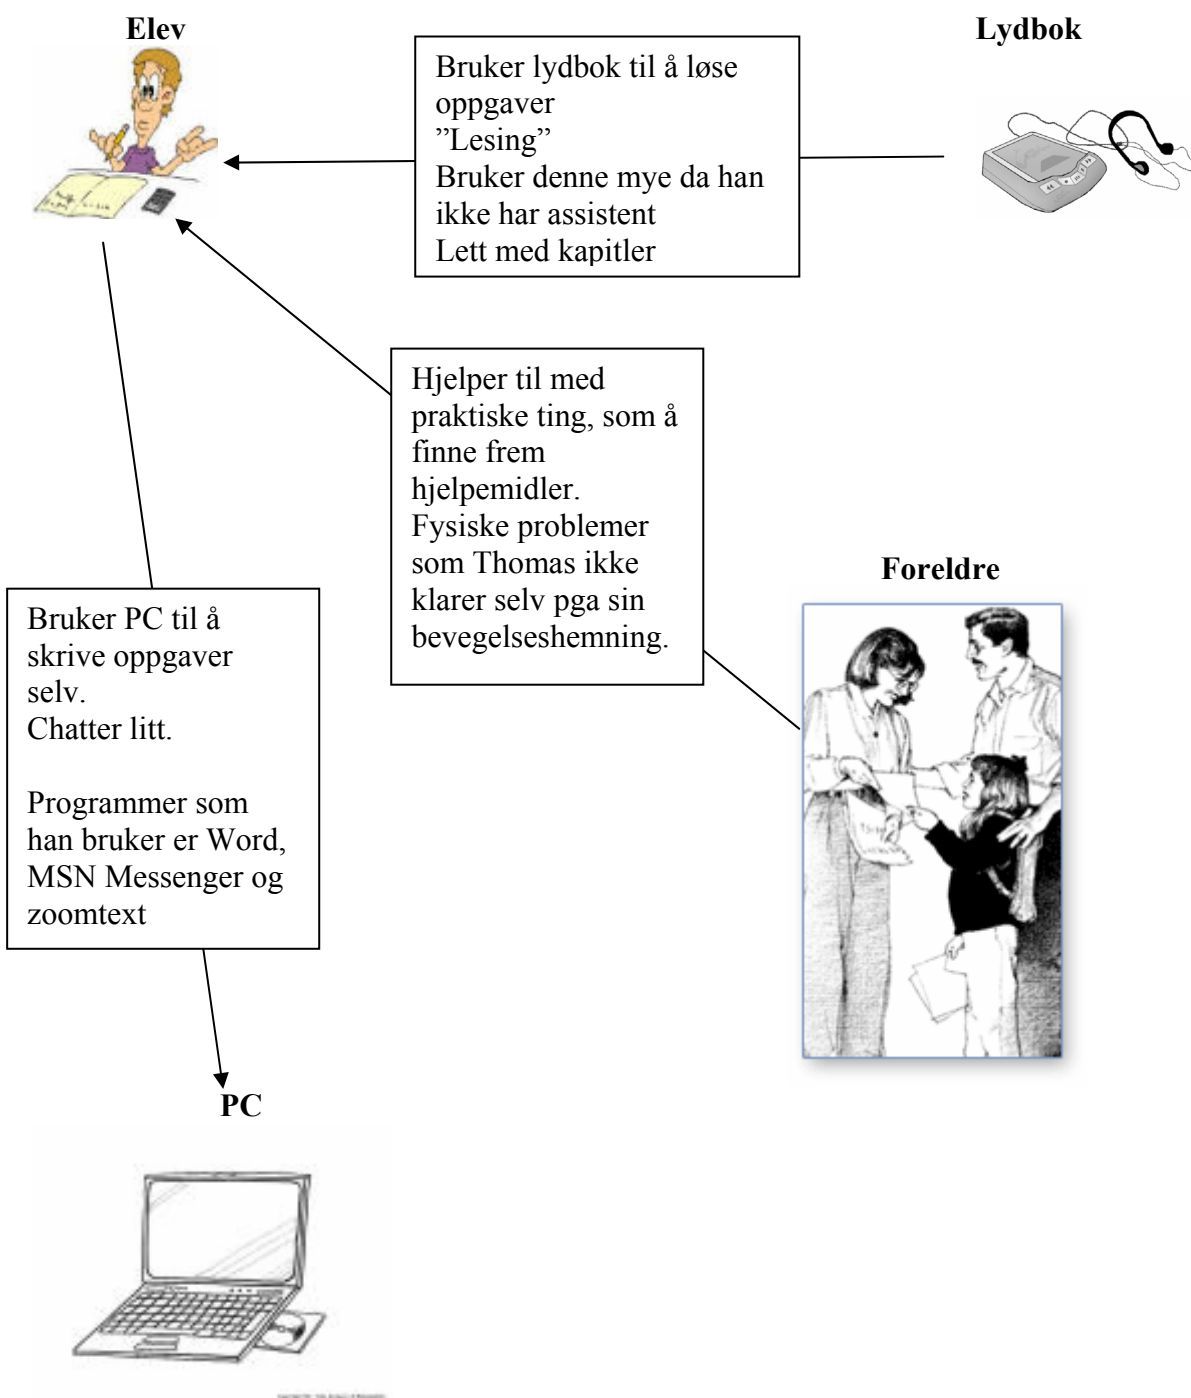 Elev
Lydbok
Bruker lydbok til å løse
oppgaver
”Lesing”
Bruker denne mye da han
ikke har assistent
Lett med kapitler
Hjelper til med
praktiske ting, som å
finne frem
hjelpemidler.
Fysiske problemer
som Thomas ikke
klarer selv pga sin
bevegelseshemning.
Foreldre
Bruker PC til å
skrive oppgaver
selv.
Chatter litt.
Programmer som
han bruker er Word,
MSN Messenger og
zoomtext
PC